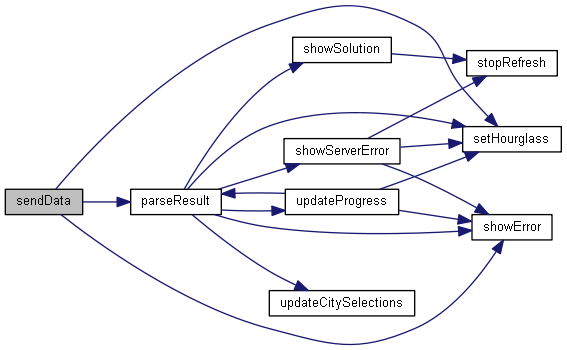 showSolution
stopRefresh
setHourglass
showServerError
sendData
parseResult
updateProgress
showError
updateCitySelections